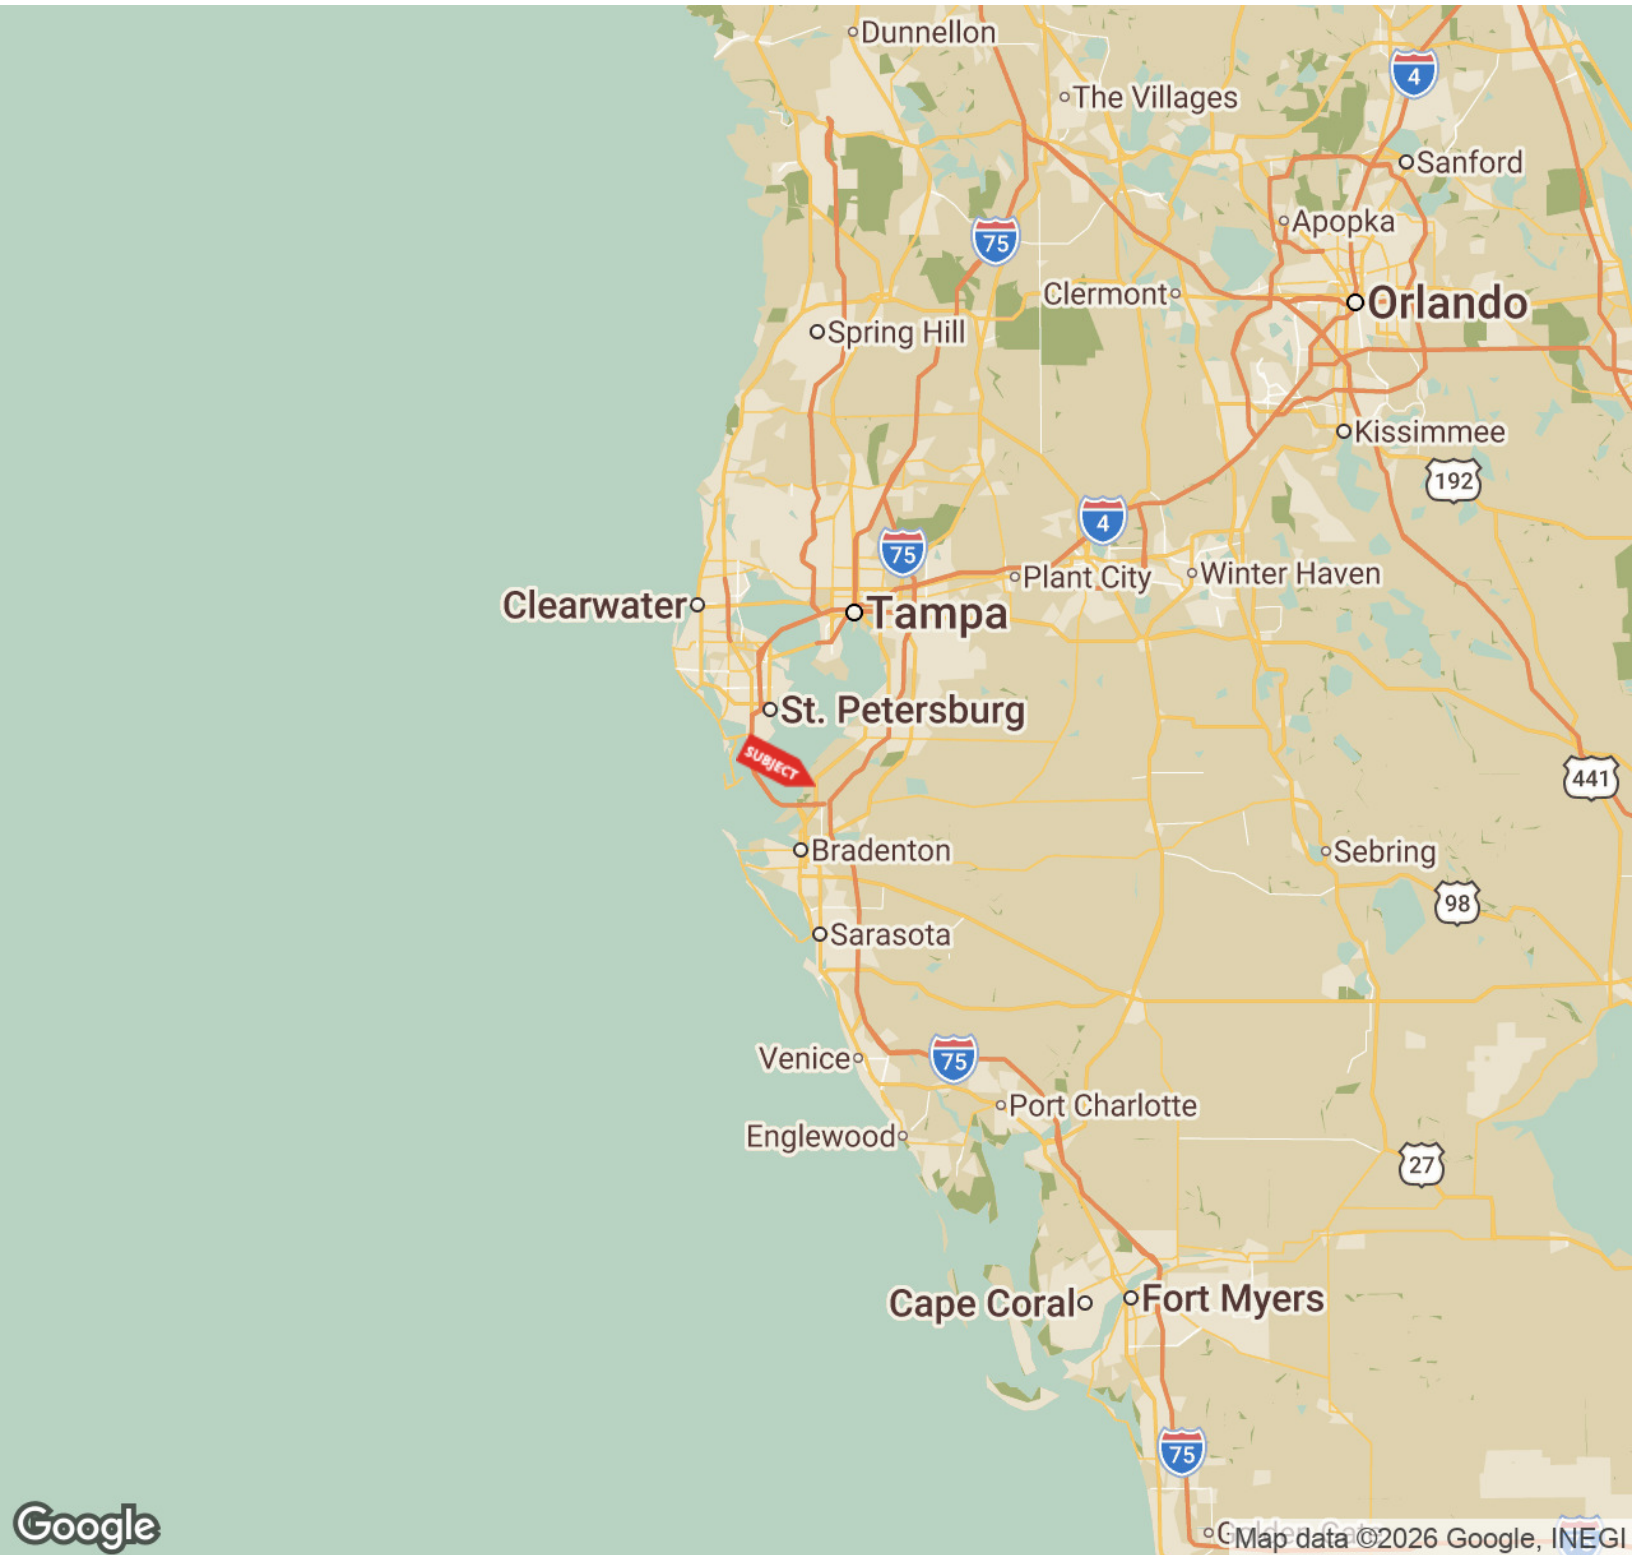 Dunnellon
4
The Villages
Sanford
Apopka
75
Clermont
Orlando
Spring Hill
Kissimmee
192
4
75
Plant City
Winter Haven
Clearwater
Tampa
St. Petersburg
SUBJECT
441
Bradenton
Sebring
98
Sarasota
Venice
75
Port Charlotte
Englewood
27
Cape Coral
Fort Myers
75
Google
Map data ©2026 Google, INEGI